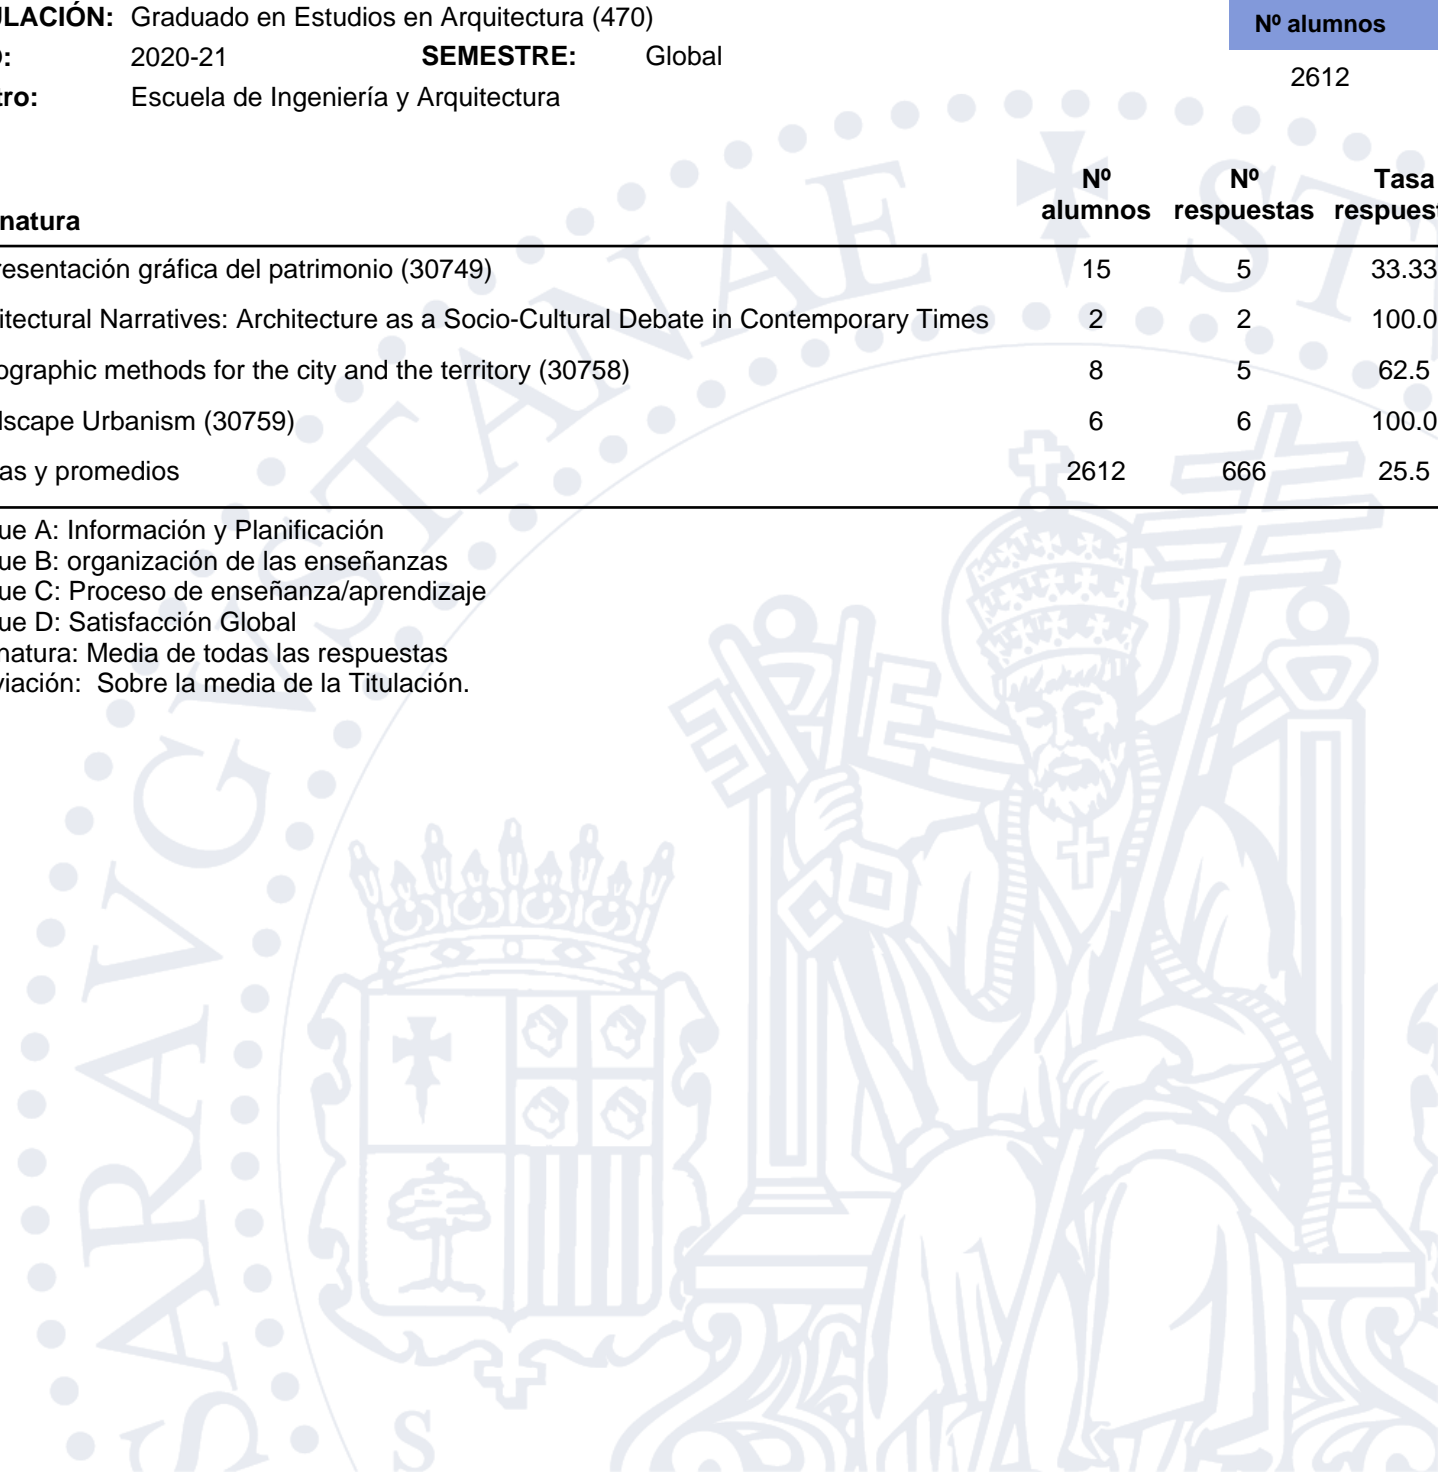 ULACIÓN: Graduado en Estudios en Arquitectura (470)
Nº alumnos
O: 2020-21 SEMESTRE: Global
2612
tro: Escuela de Ingeniería y Arquitectura
Nº Nº Tasa
natura alumnos respuestas respuest
resentación gráfica del patrimonio (30749) 15 5 33.33
itectural Narratives: Architecture as a Socio-Cultural Debate in Contemporary Times 2 2 100.0
ographic methods for the city and the territory (30758) 8 5 62.5
dscape Urbanism (30759) 6 6 100.0
as y promedios 2612 666 25.5
ue A: Información y Planificación
ue B: organización de las enseñanzas
ue C: Proceso de enseñanza/aprendizaje
ue D: Satisfacción Global
natura: Media de todas las respuestas
viación: Sobre la media de la Titulación.
SARAVGVSTANAE ST
S